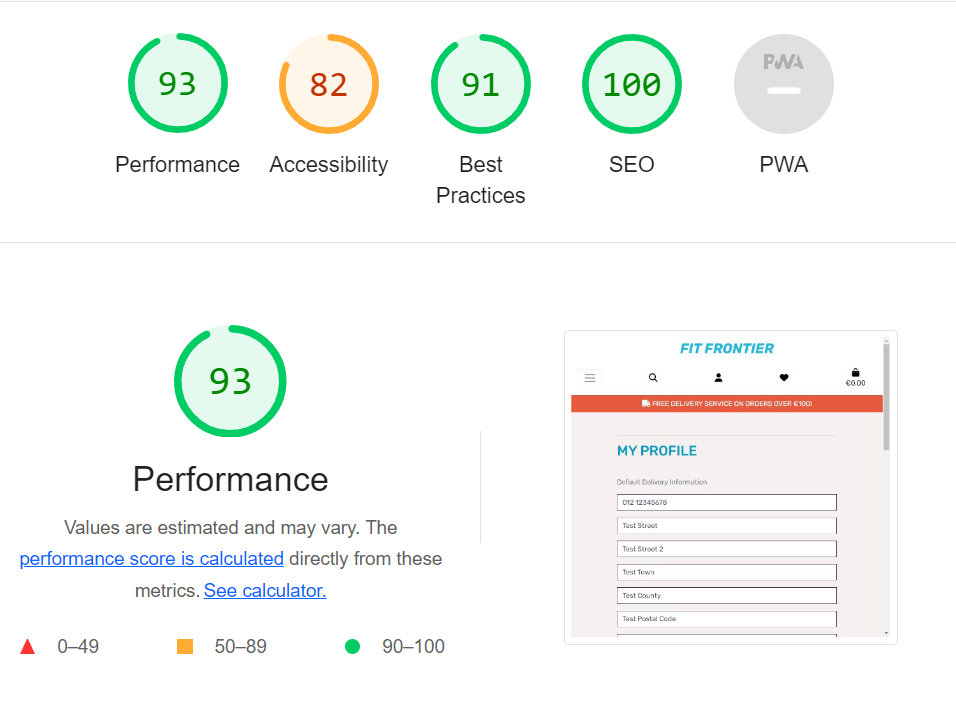 93
82
91
100
PWA
Performance
Accessibility
Best
Practices
SEO
PWA
93
Performance
Values are estimated and may vary. The
performance score is calculated directly from these
metrics. See calculator.
0–49
50–89
90–100
FIT FRONTIER
€0.00
FREE DELIVERY SERVICE ON ORDERS OVER €100!
MY PROFILE
Default Delivery Information
012 12345678
Test Street
Test Street 2
Test Town
Test County
Test Postal Code